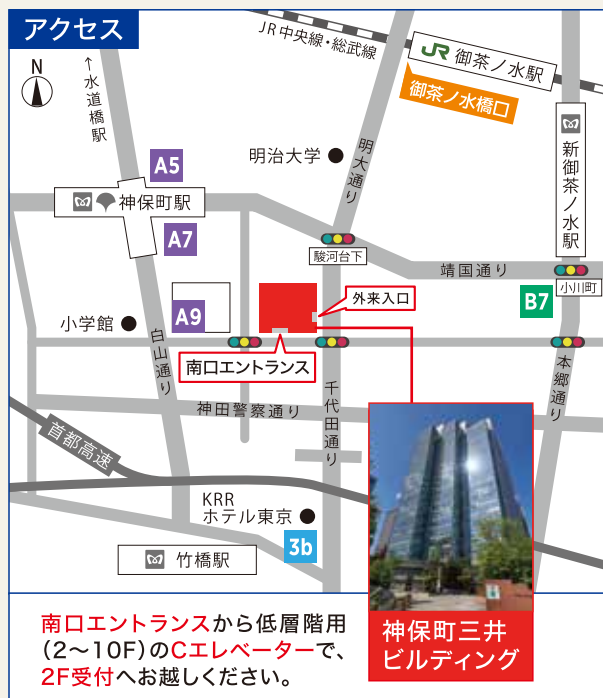 アクセス
N
↑水道橋駅
JR中央線・総武線
JR 御茶ノ水駅
御茶ノ水橋口
明治大学
明大通り
新御茶ノ水駅
A5
神保町駅
A7
駿河台下
靖国通り
小川町
B7
外来入口
A9
小学館
白山通り
南口エントランス
千代田通り
本郷通り
神田警察通り
首都高速
KRR
ホテル東京
3b
竹橋駅
神保町三井
ビルディング
南口エントランスから低層階用
(2〜10F)のCエレベーターで、
2F受付へお越しください。